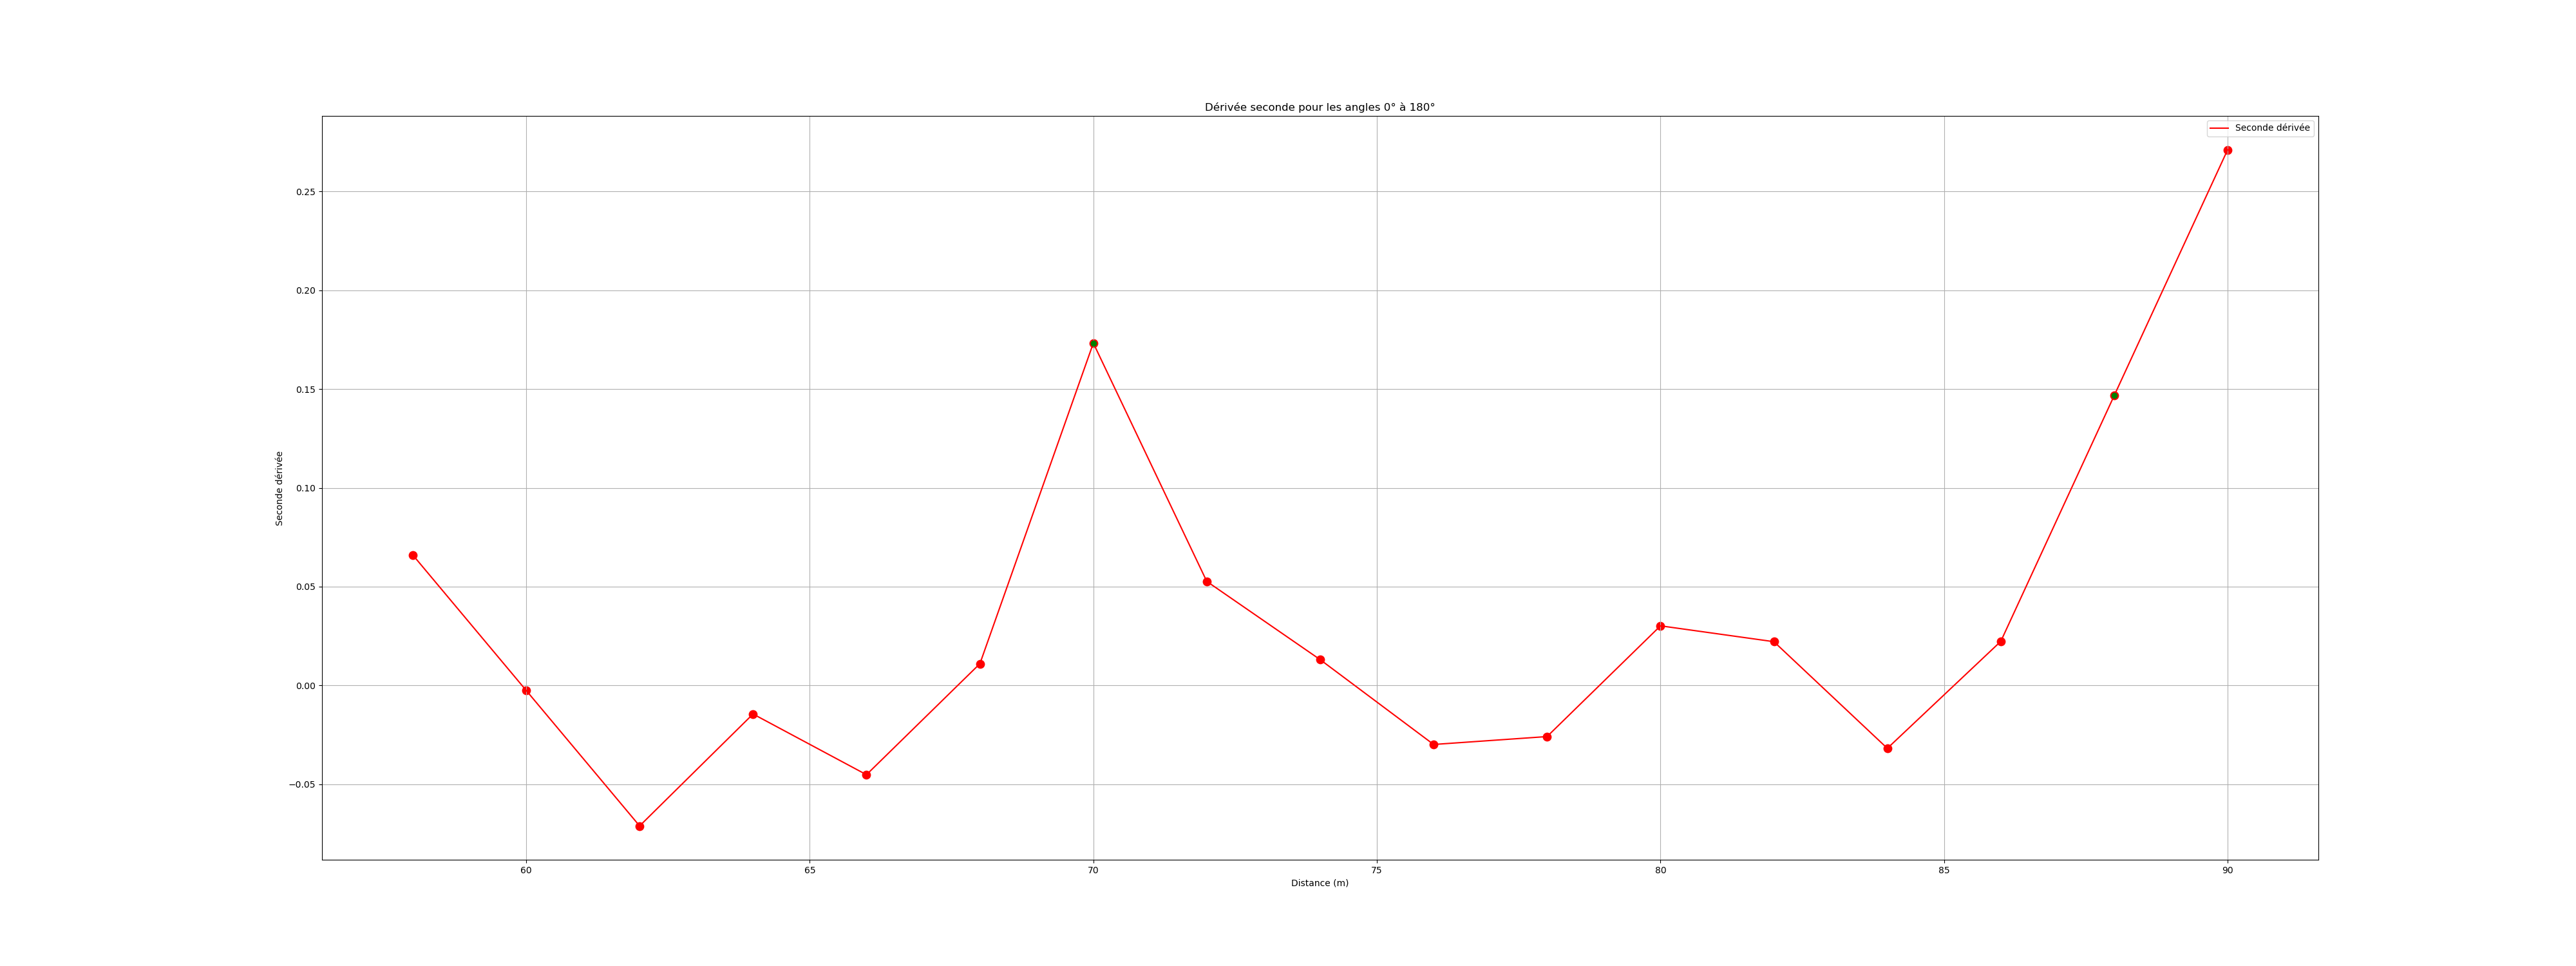 Dérivée seconde pour les angles 0° à 180°
Seconde dérivée
0.25
0.20
0.15
0.10
0.05
0.00
−0.05
Seconde dérivée
60 65 70 75 80 85 90
Distance (m)